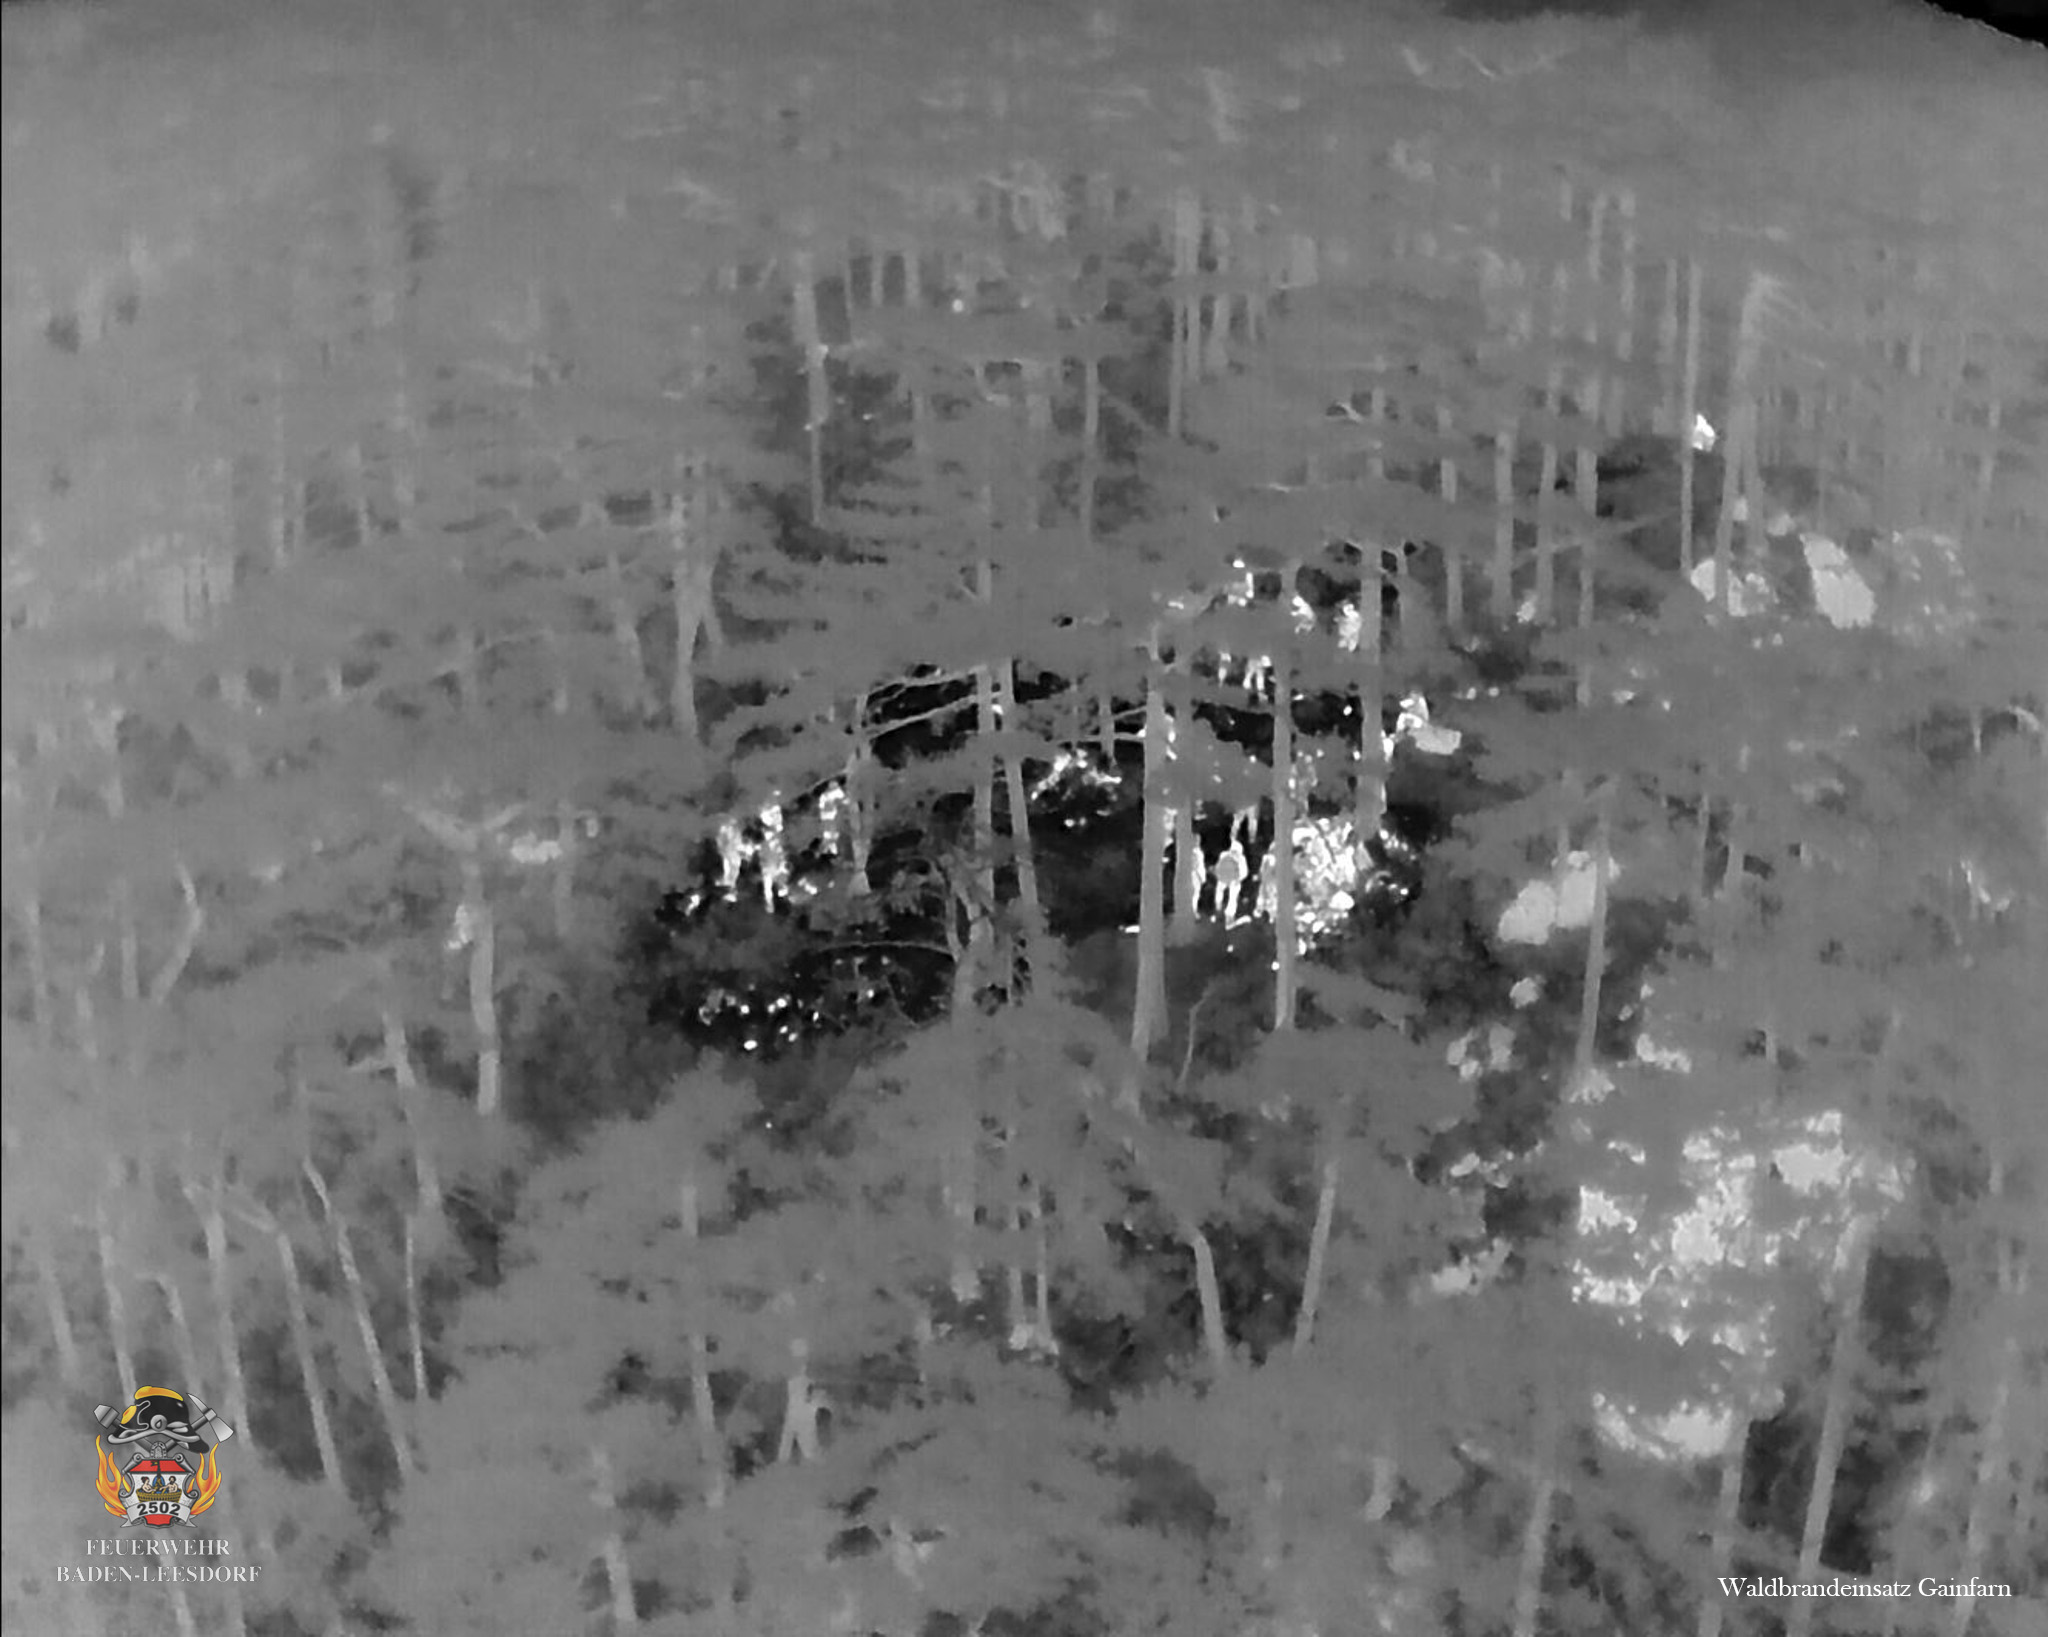 2502
FEUERWEHR
BADEN-LEESDORF
Waldbrandeinsatz Gainfarn